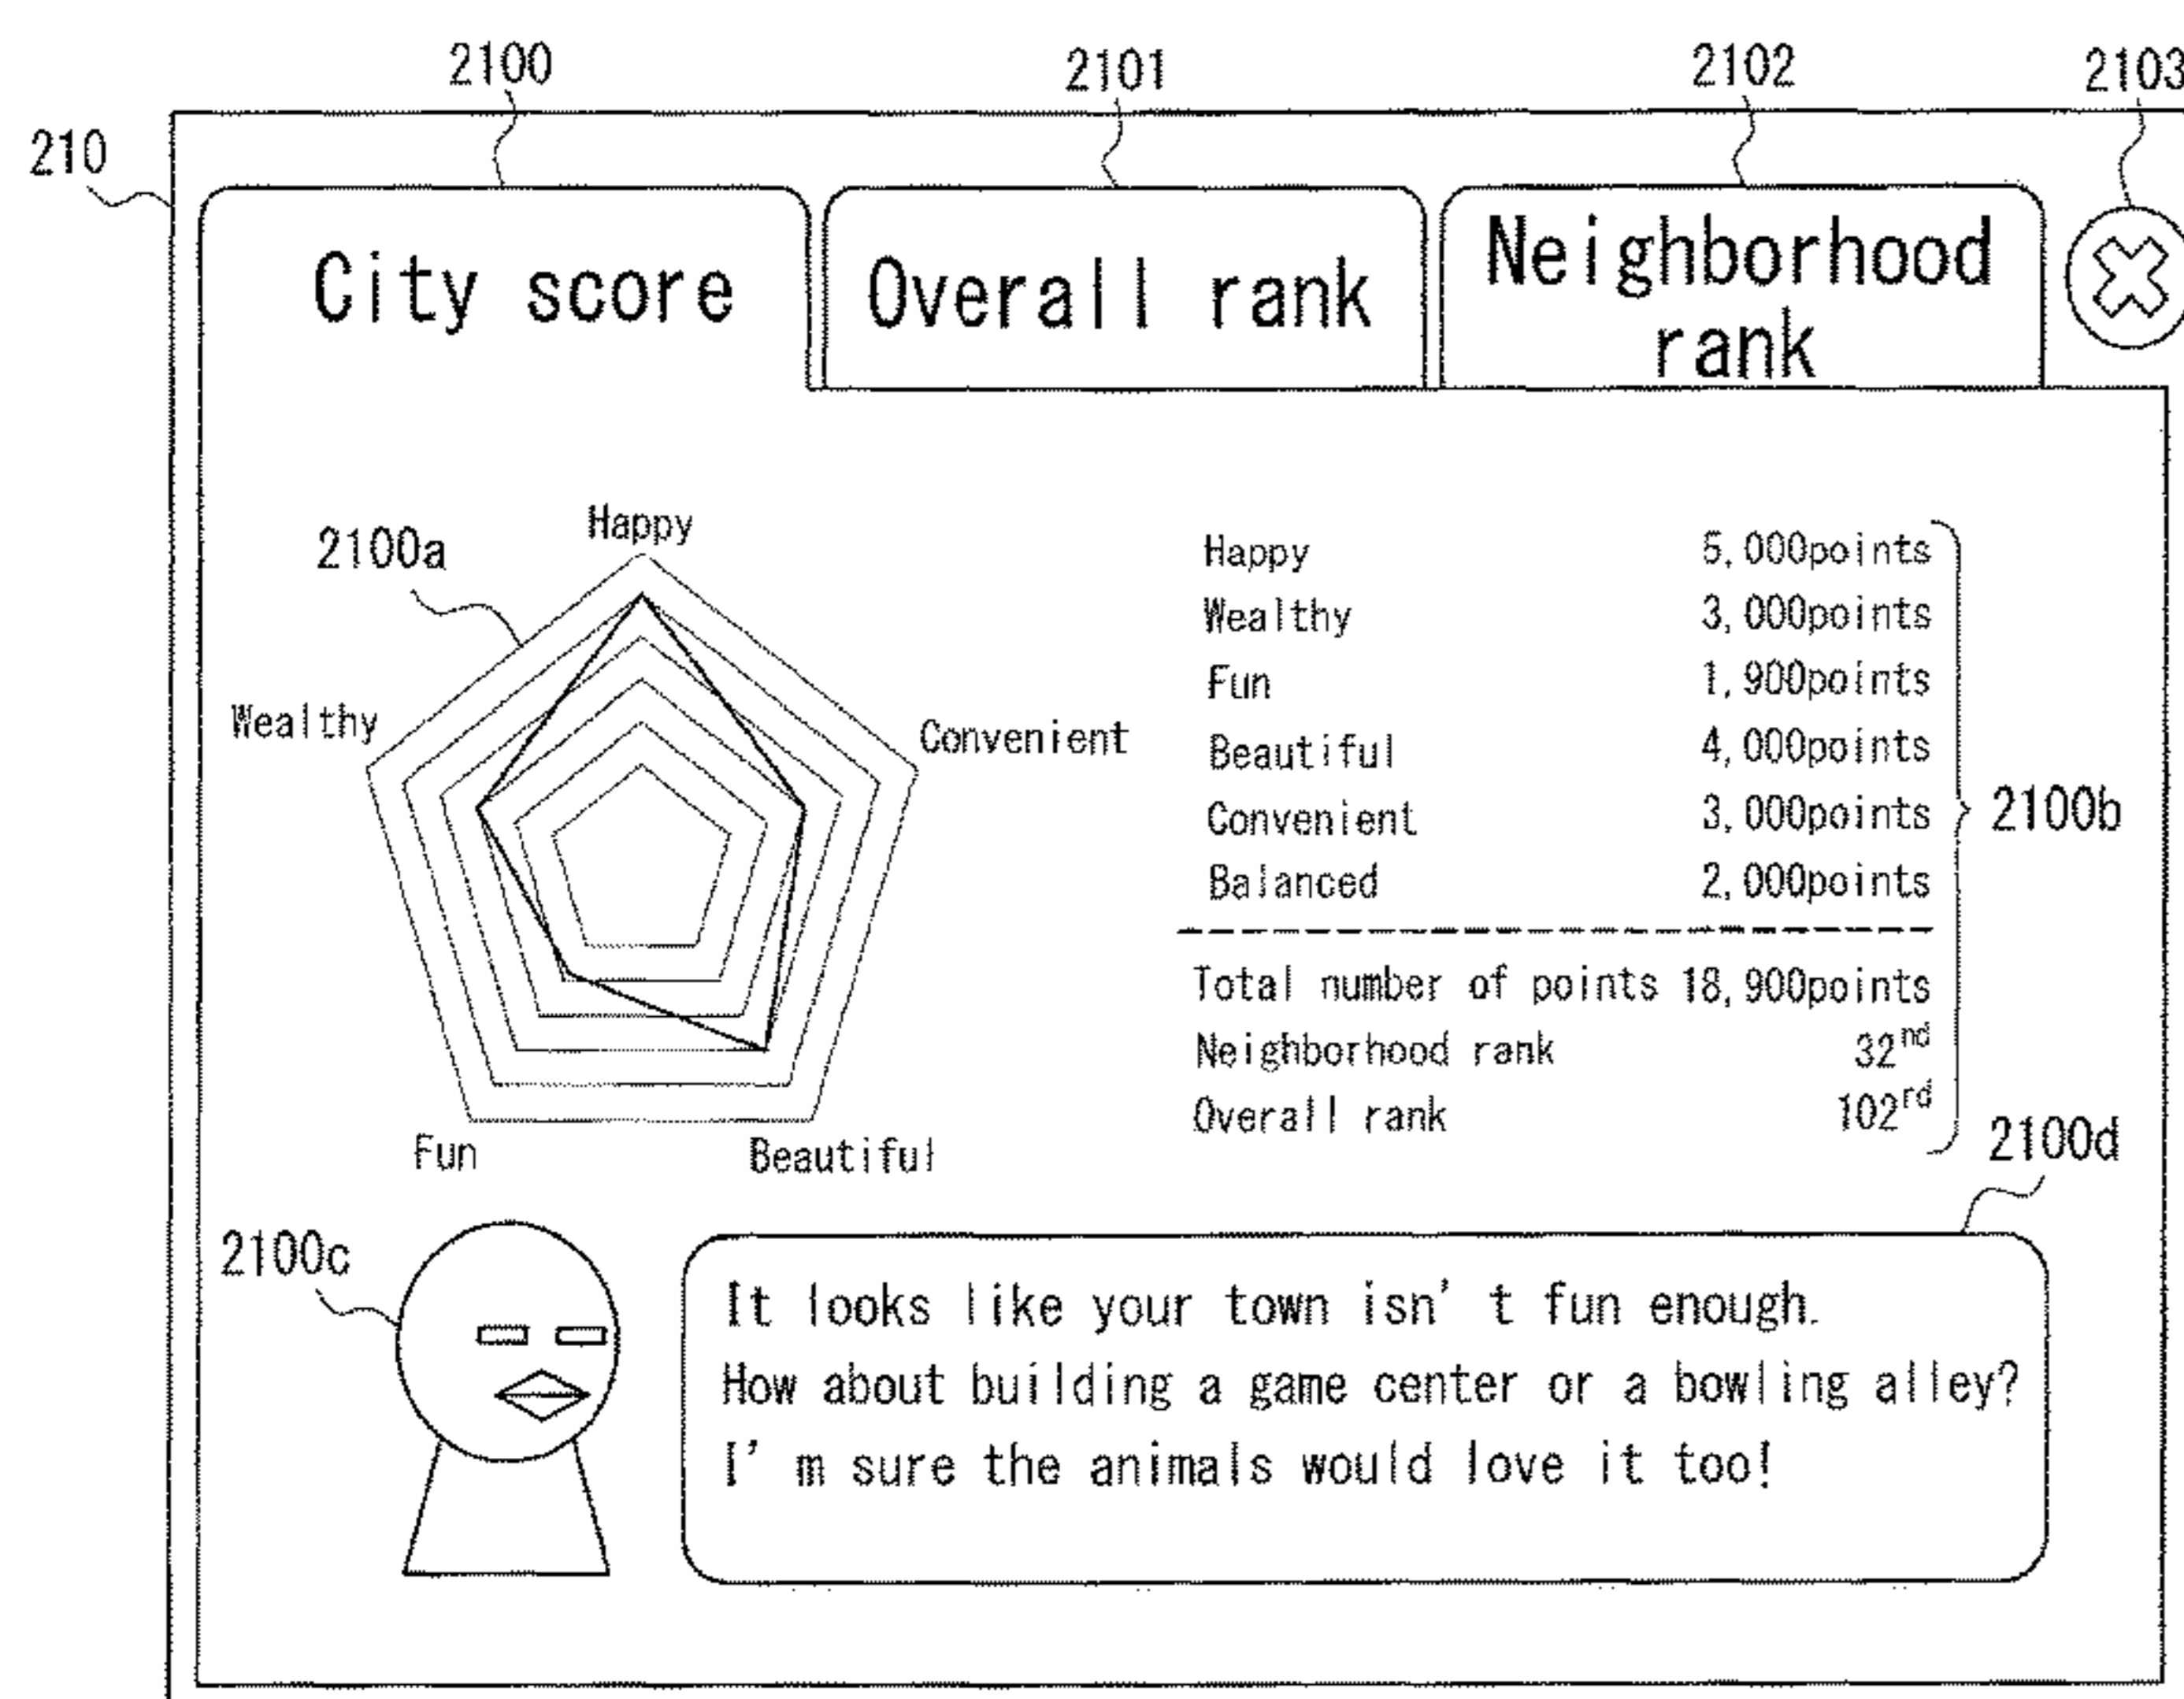 2100
2101
2102
2103
210
City score
Overall rank
Neighborhood
rank
2100a
Happy
Wealthy
Convenient
Fun
Beautiful
Happy 5,000points
Wealthy 3,000points
Fun 1,900points
Beautiful 4,000points
Convenient 3,000points
Balanced 2,000points
Total number of points 18,900points
Neighborhood rank 32nd
Overall rank 102rd
2100b
2100d
2100c
It looks like your town isn't fun enough.
How about building a game center or a bowling alley?
I'm sure the animals would love it too!